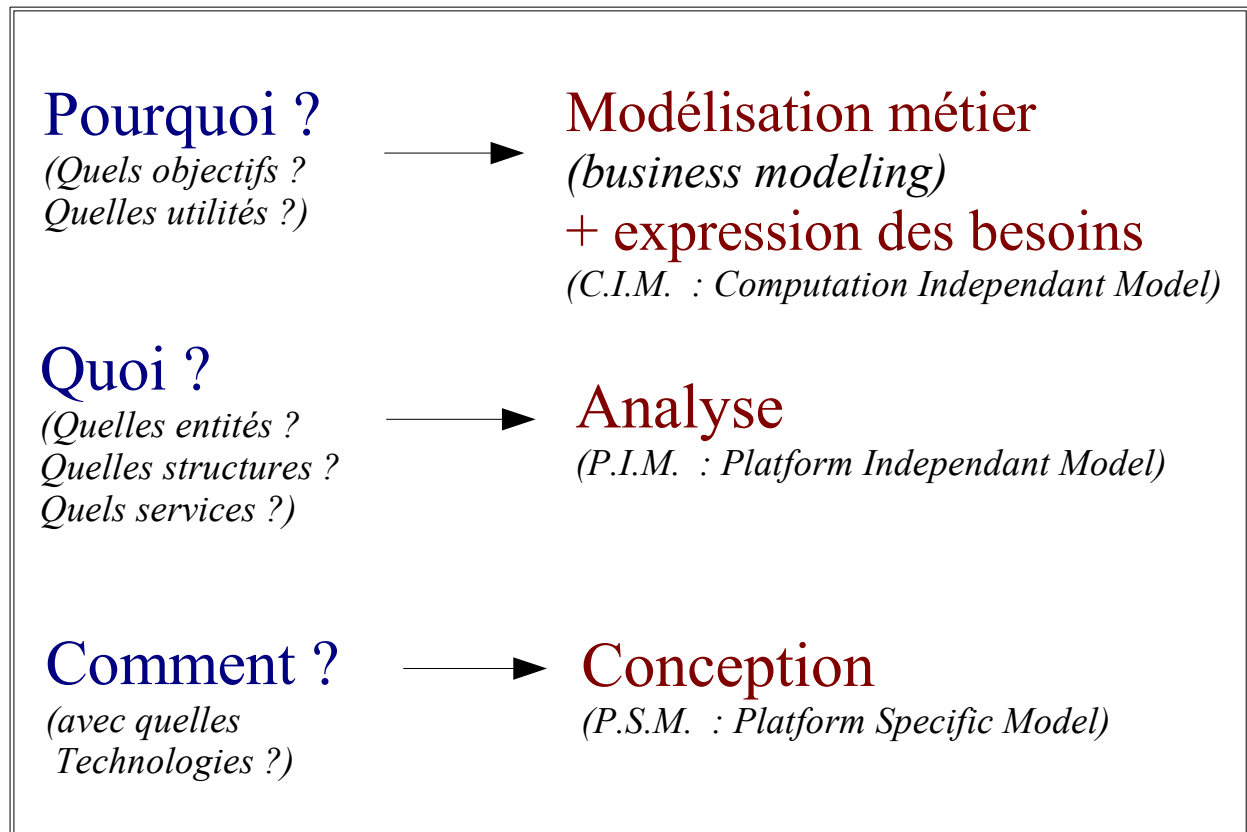 Pourquoi ?
(Quels objectifs ?
Quelles utilités ?)
Modélisation métier
(business modeling)
+ expression des besoins
(C.I.M. : Computation Independant Model)
Quoi ?
(Quelles entités ?
Quelles structures ?
Quels services ?)
Analyse
(P.I.M. : Platform Independant Model)
Comment ?
(avec quelles
Technologies ?)
Conception
(P.S.M. : Platform Specific Model)